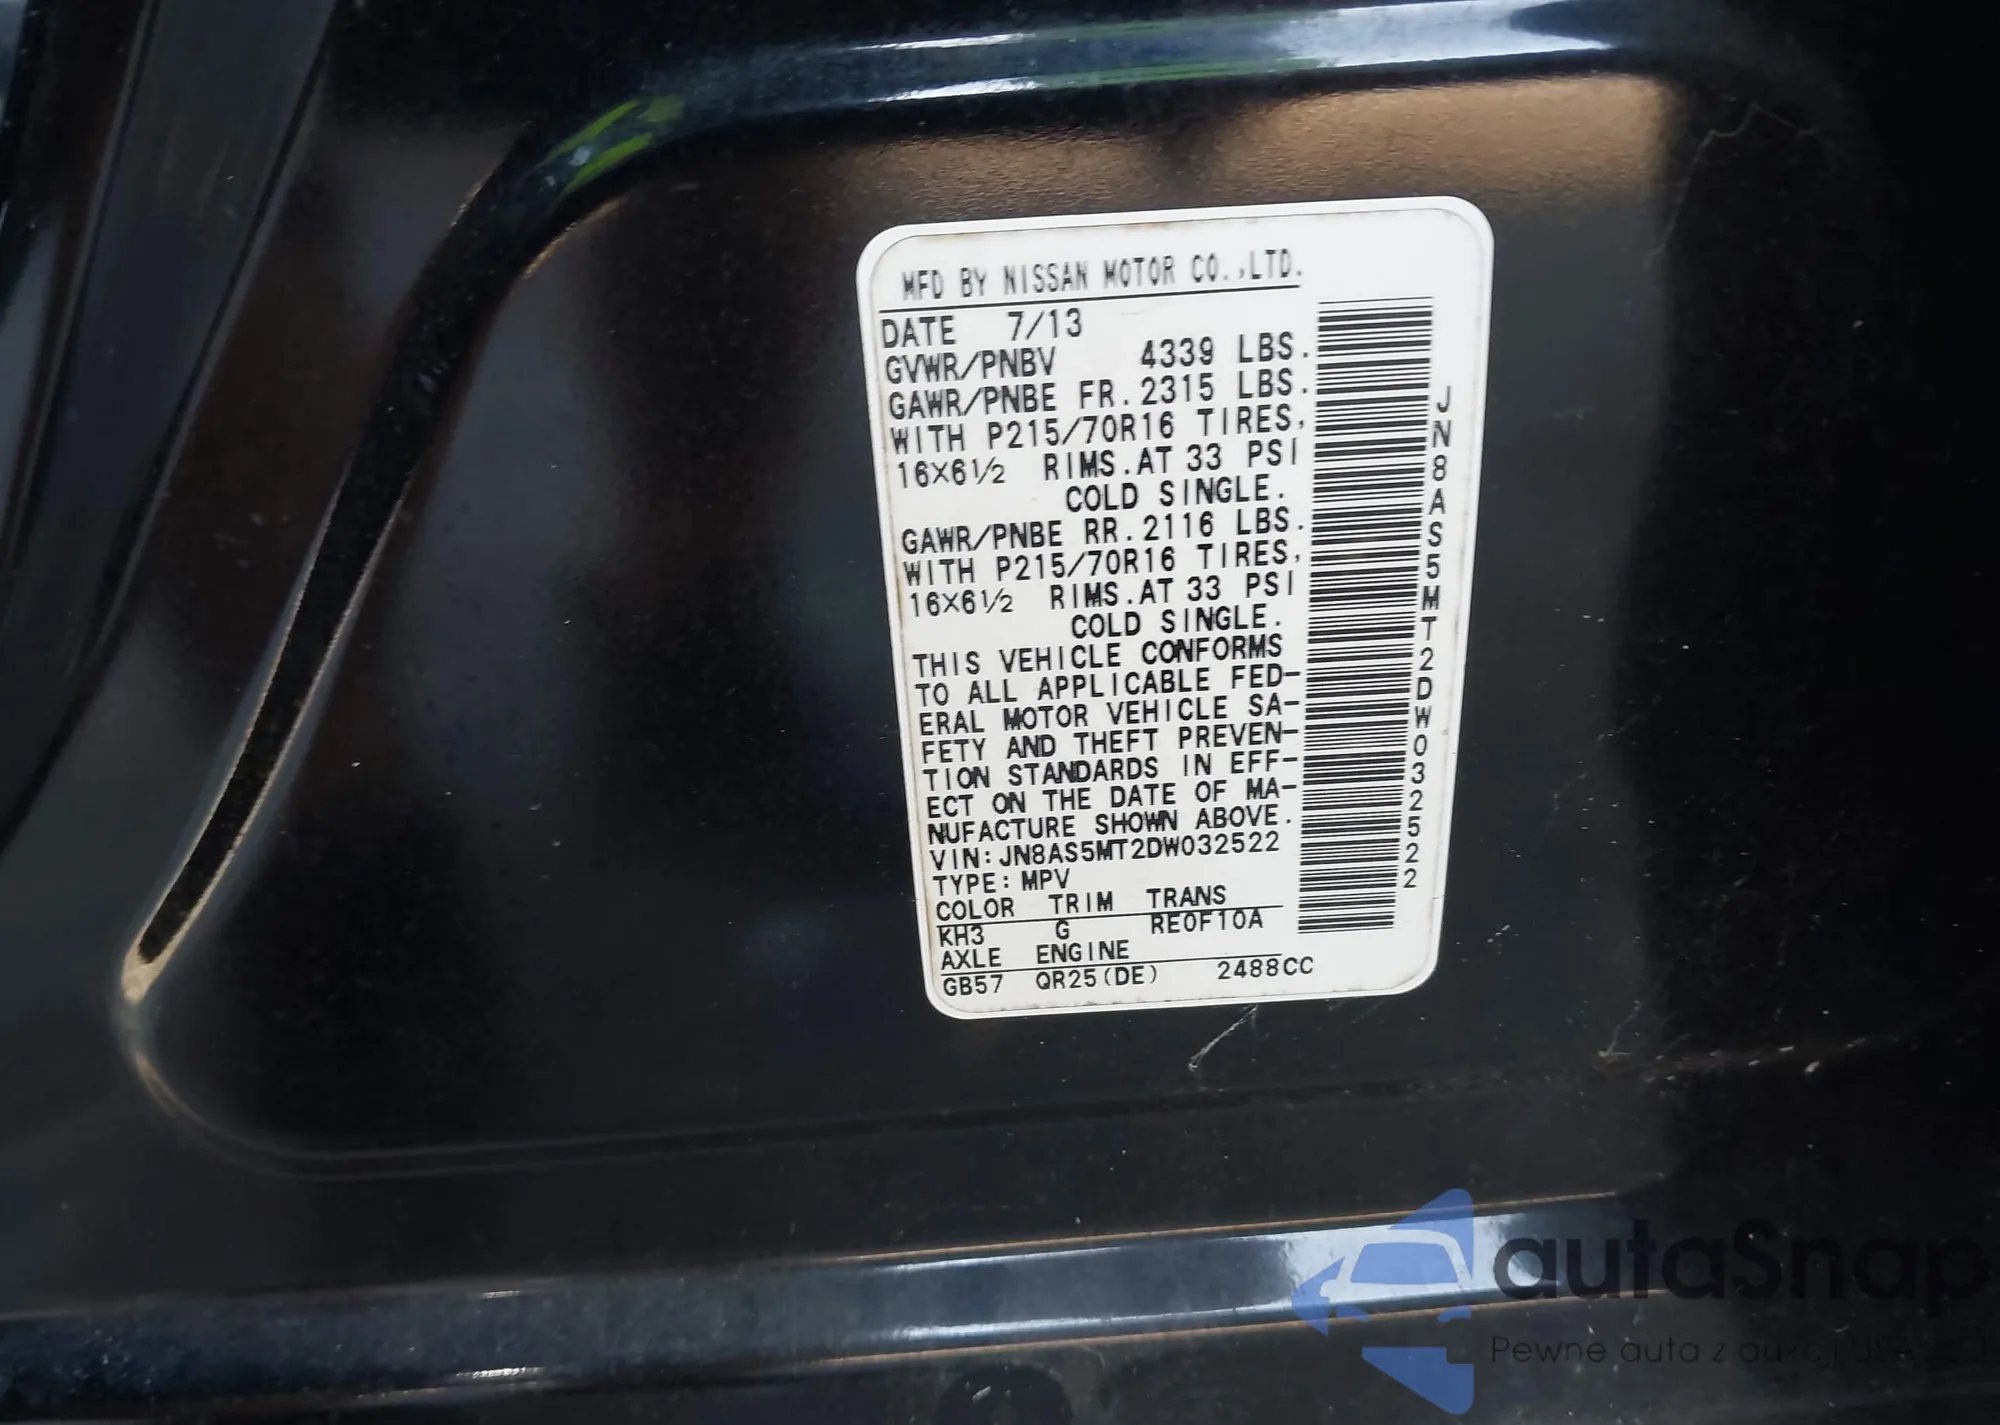 MFD BY NISSAN MOTOR CO.,LTD.
DATE 7/13
GVWR/PNBV 4339 LBS.
GAWR/PNBE FR.2315 LBS.
WITH P215/70R16 TIRES,
16X6½ RIMS.AT 33 PSI
COLD SINGLE.
GAWR/PNBE RR.2116 LBS.
WITH P215/70R16 TIRES,
16X6½ RIMS.AT 33 PSI
COLD SINGLE.
THIS VEHICLE CONFORMS
TO ALL APPLICABLE FED-
ERAL MOTOR VEHICLE SA-
FETY AND THEFT PREVEN-
TION STANDARDS IN EFF-
ECT ON THE DATE OF MA-
NUFACTURE SHOWN ABOVE.
VIN:JN8AS5MT2DW032522
TYPE:MPV
COLOR TRIM TRANS
KH3 G RE0F10A
AXLE ENGINE
GB57 QR25(DE) 2488CC
JN8AS5MT2DW032522
autaSnap
Pewne auta z aukcji